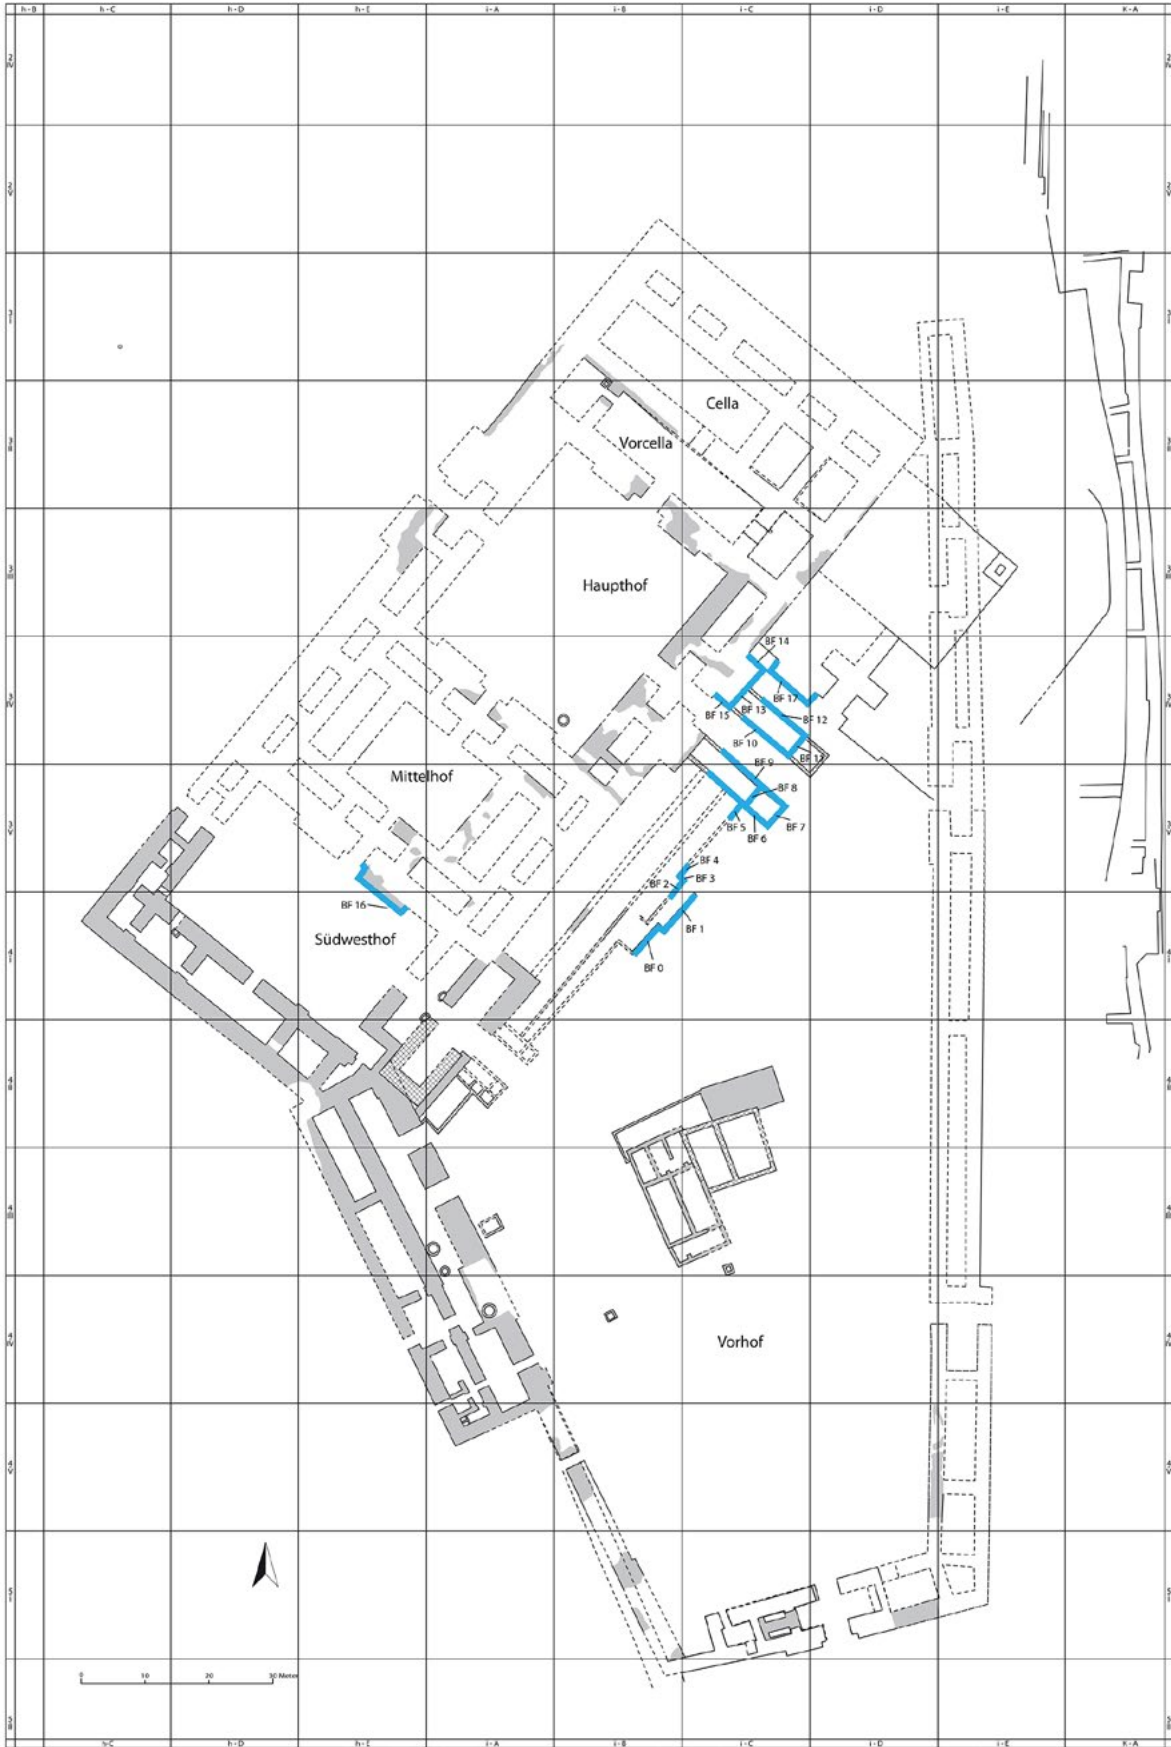 h-B h-C h-D h-E i-A i-B i-C i-D i-E K-A
Cella
Vorcella
Haupthof
BF 14
BF 17
BF 15
BF 13
BF 12
BF 10
BF 9
BF 8
BF 7
BF 5
BF 6
Mittelhof
BF 4
BF 3
BF 2
BF 1
BF 0
BF 16
Südwesthof
Vorhof
0 10 20 30 Meter
h-C h-D h-E i-A i-B i-C i-D i-E K-A